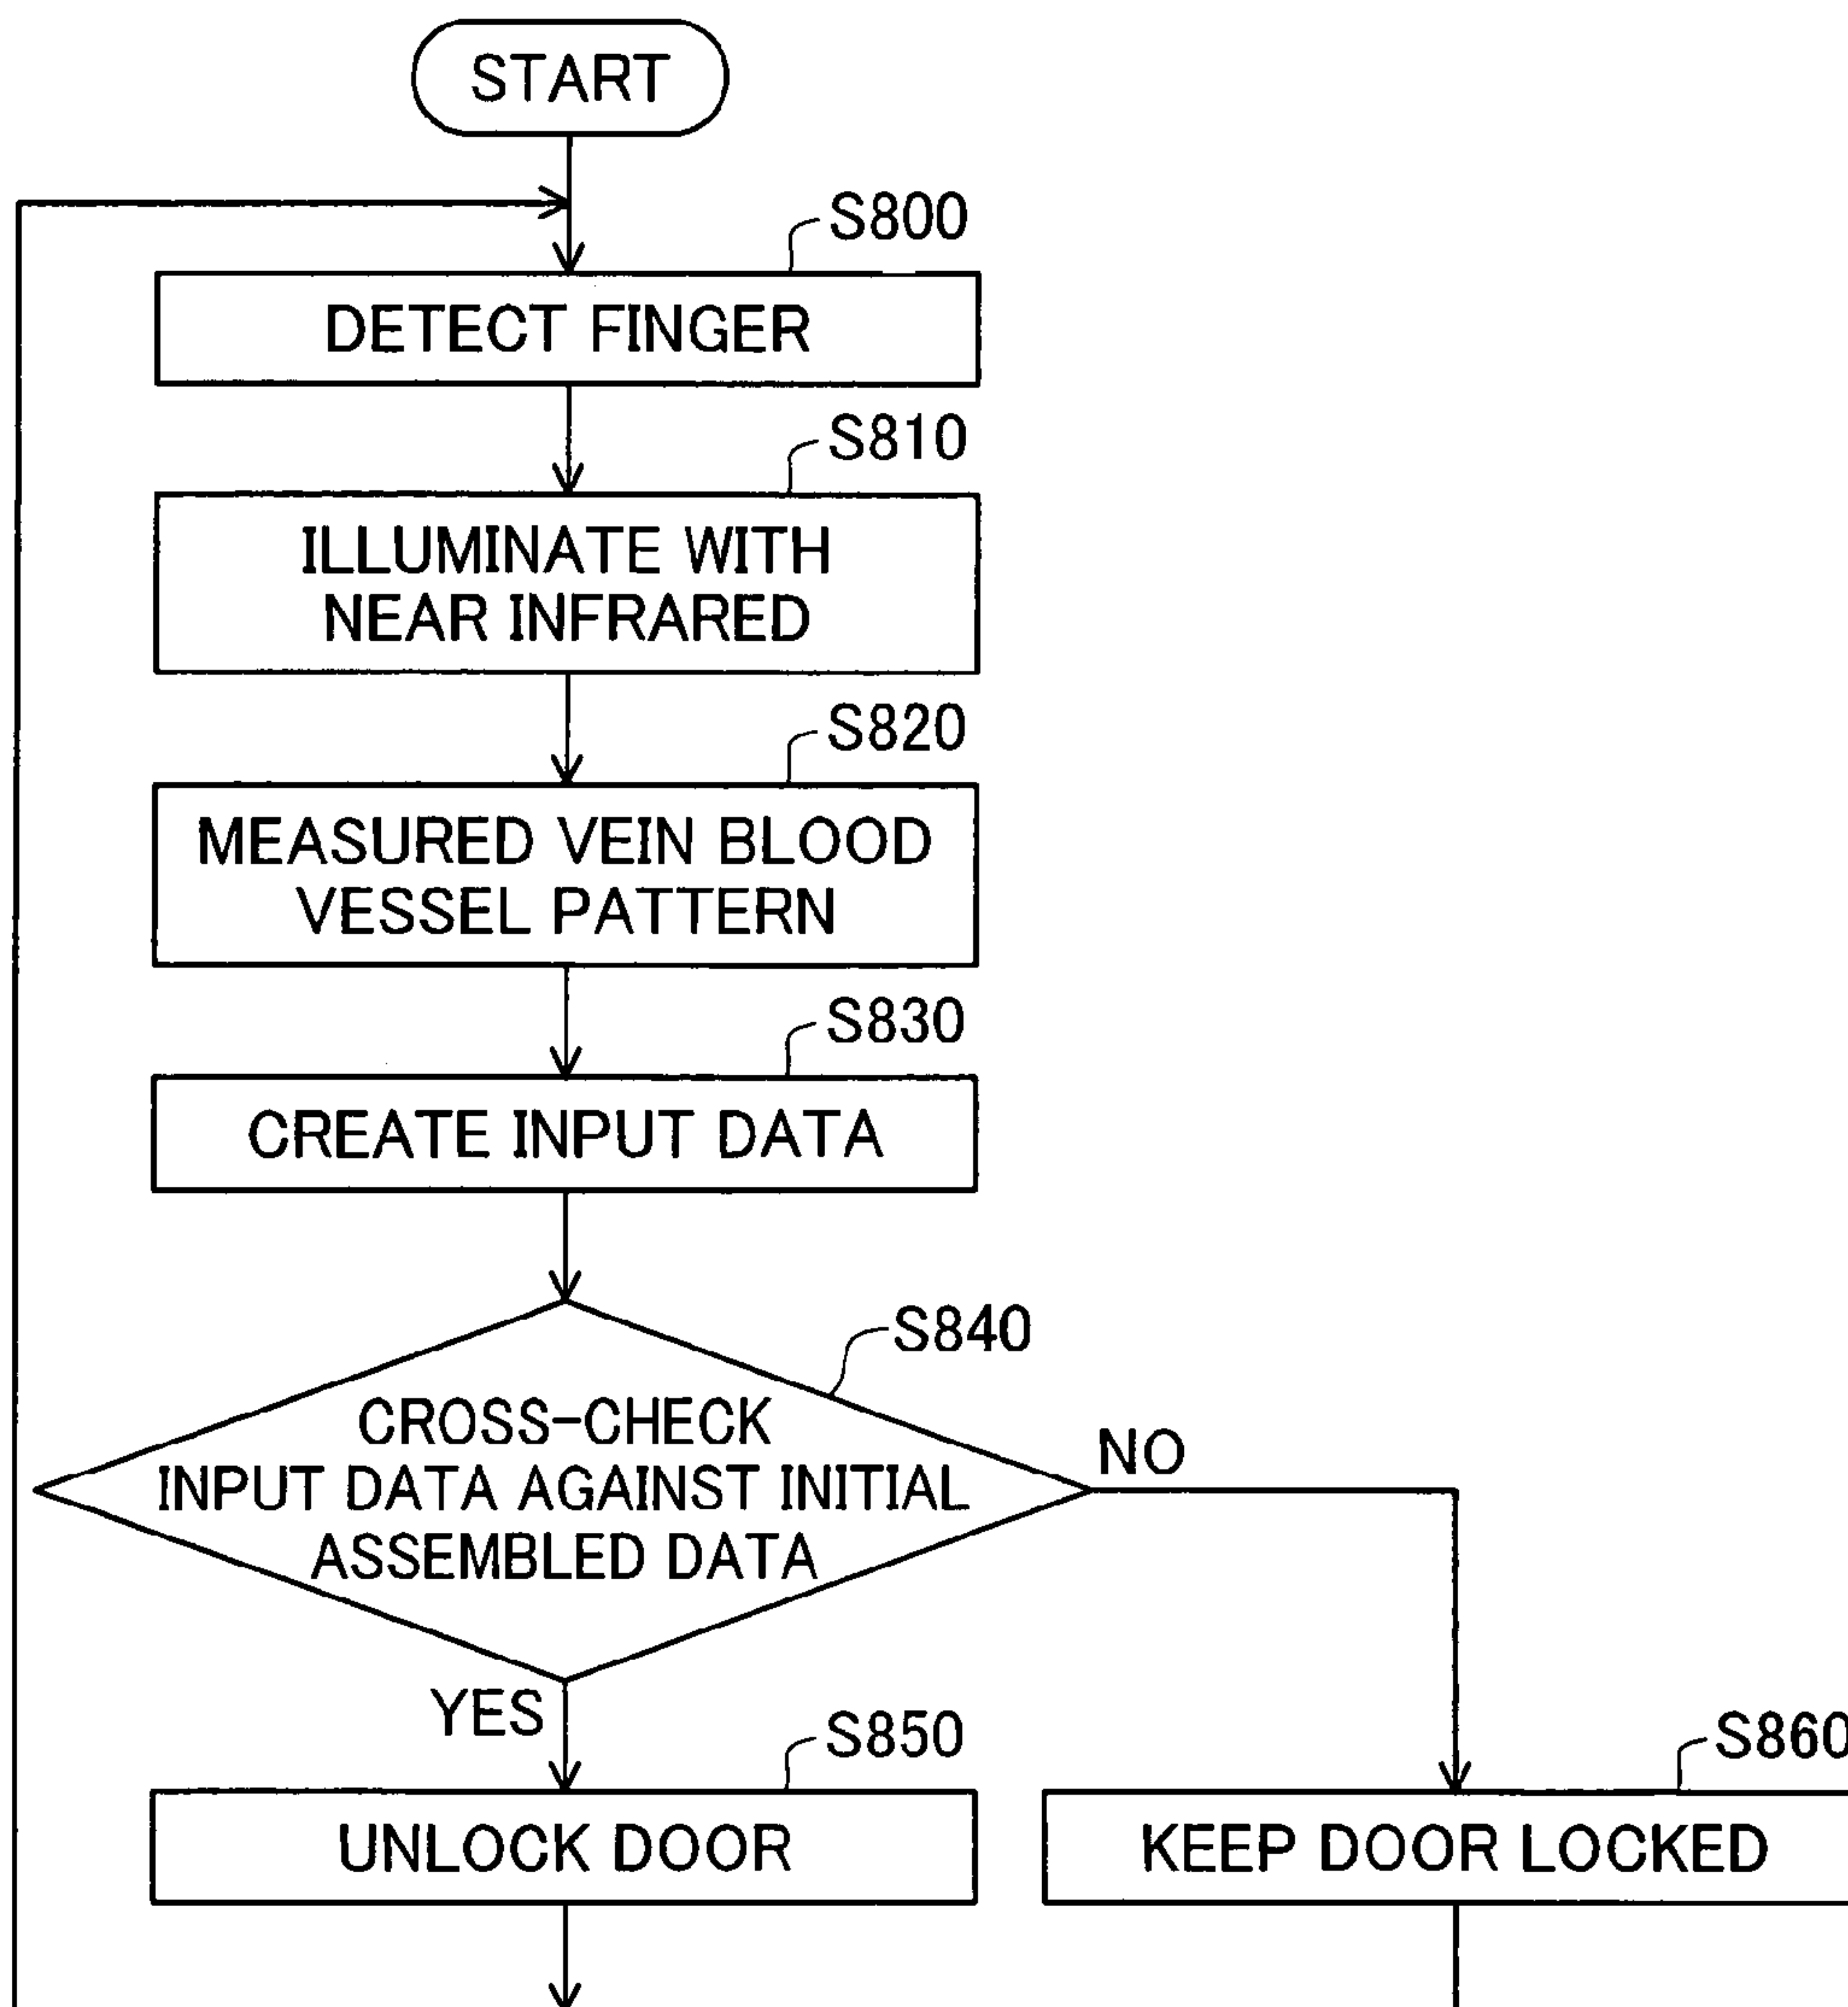 START
S800
DETECT FINGER
S810
ILLUMINATE WITH
NEAR INFRARED
S820
MEASURED VEIN BLOOD
VESSEL PATTERN
S830
CREATE INPUT DATA
S840
CROSS-CHECK
INPUT DATA AGAINST INITIAL
ASSEMBLED DATA
NO
YES
S850
UNLOCK DOOR
S860
KEEP DOOR LOCKED